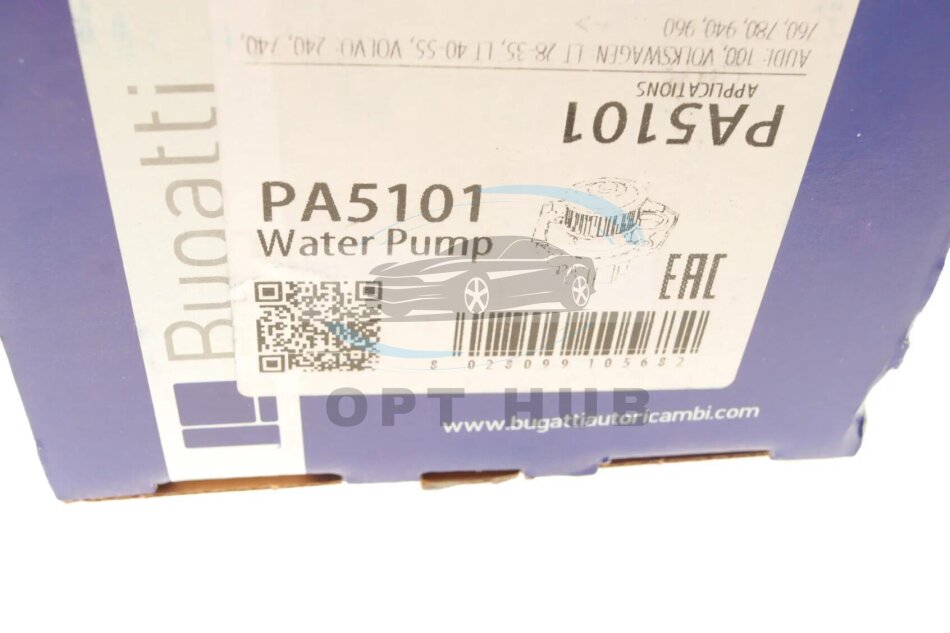 760, 780, 940, 960
AUDI: 100, VOLKSWAGEN: LT 28-35, LT 40-55, VOLVO: 240, 740,
APPLICATIONS
PA5101
Bugatti
PA5101
Water Pump
EAC
8 028099 105682
OPT HUB
www.bugattiautoricambi.com